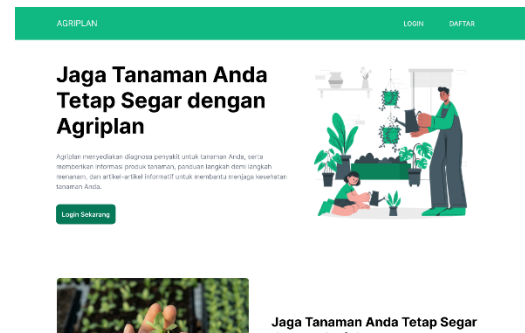 AGRIPLAN
LOGIN DAFTAR
Jaga Tanaman Anda
Tetap Segar dengan
Agriplan
Agriplan menyediakan diagnosa penyakit untuk tanaman Anda, serta
memberikan informasi produk tanaman, panduan langkah demi langkah
menanam, dan artikel-artikel informatif untuk membantu menjaga kesehatan
tanaman Anda.
Login Sekarang
Jaga Tanaman Anda Tetap Segar